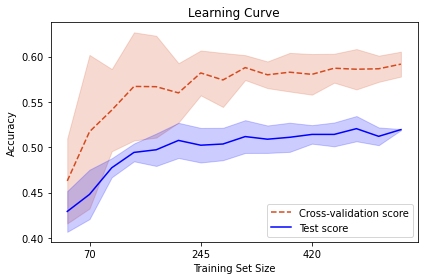 Learning Curve
0.60
0.55
0.50
0.45
0.40
Accuracy
70
245
420
Training Set Size
Cross-validation score
Test score